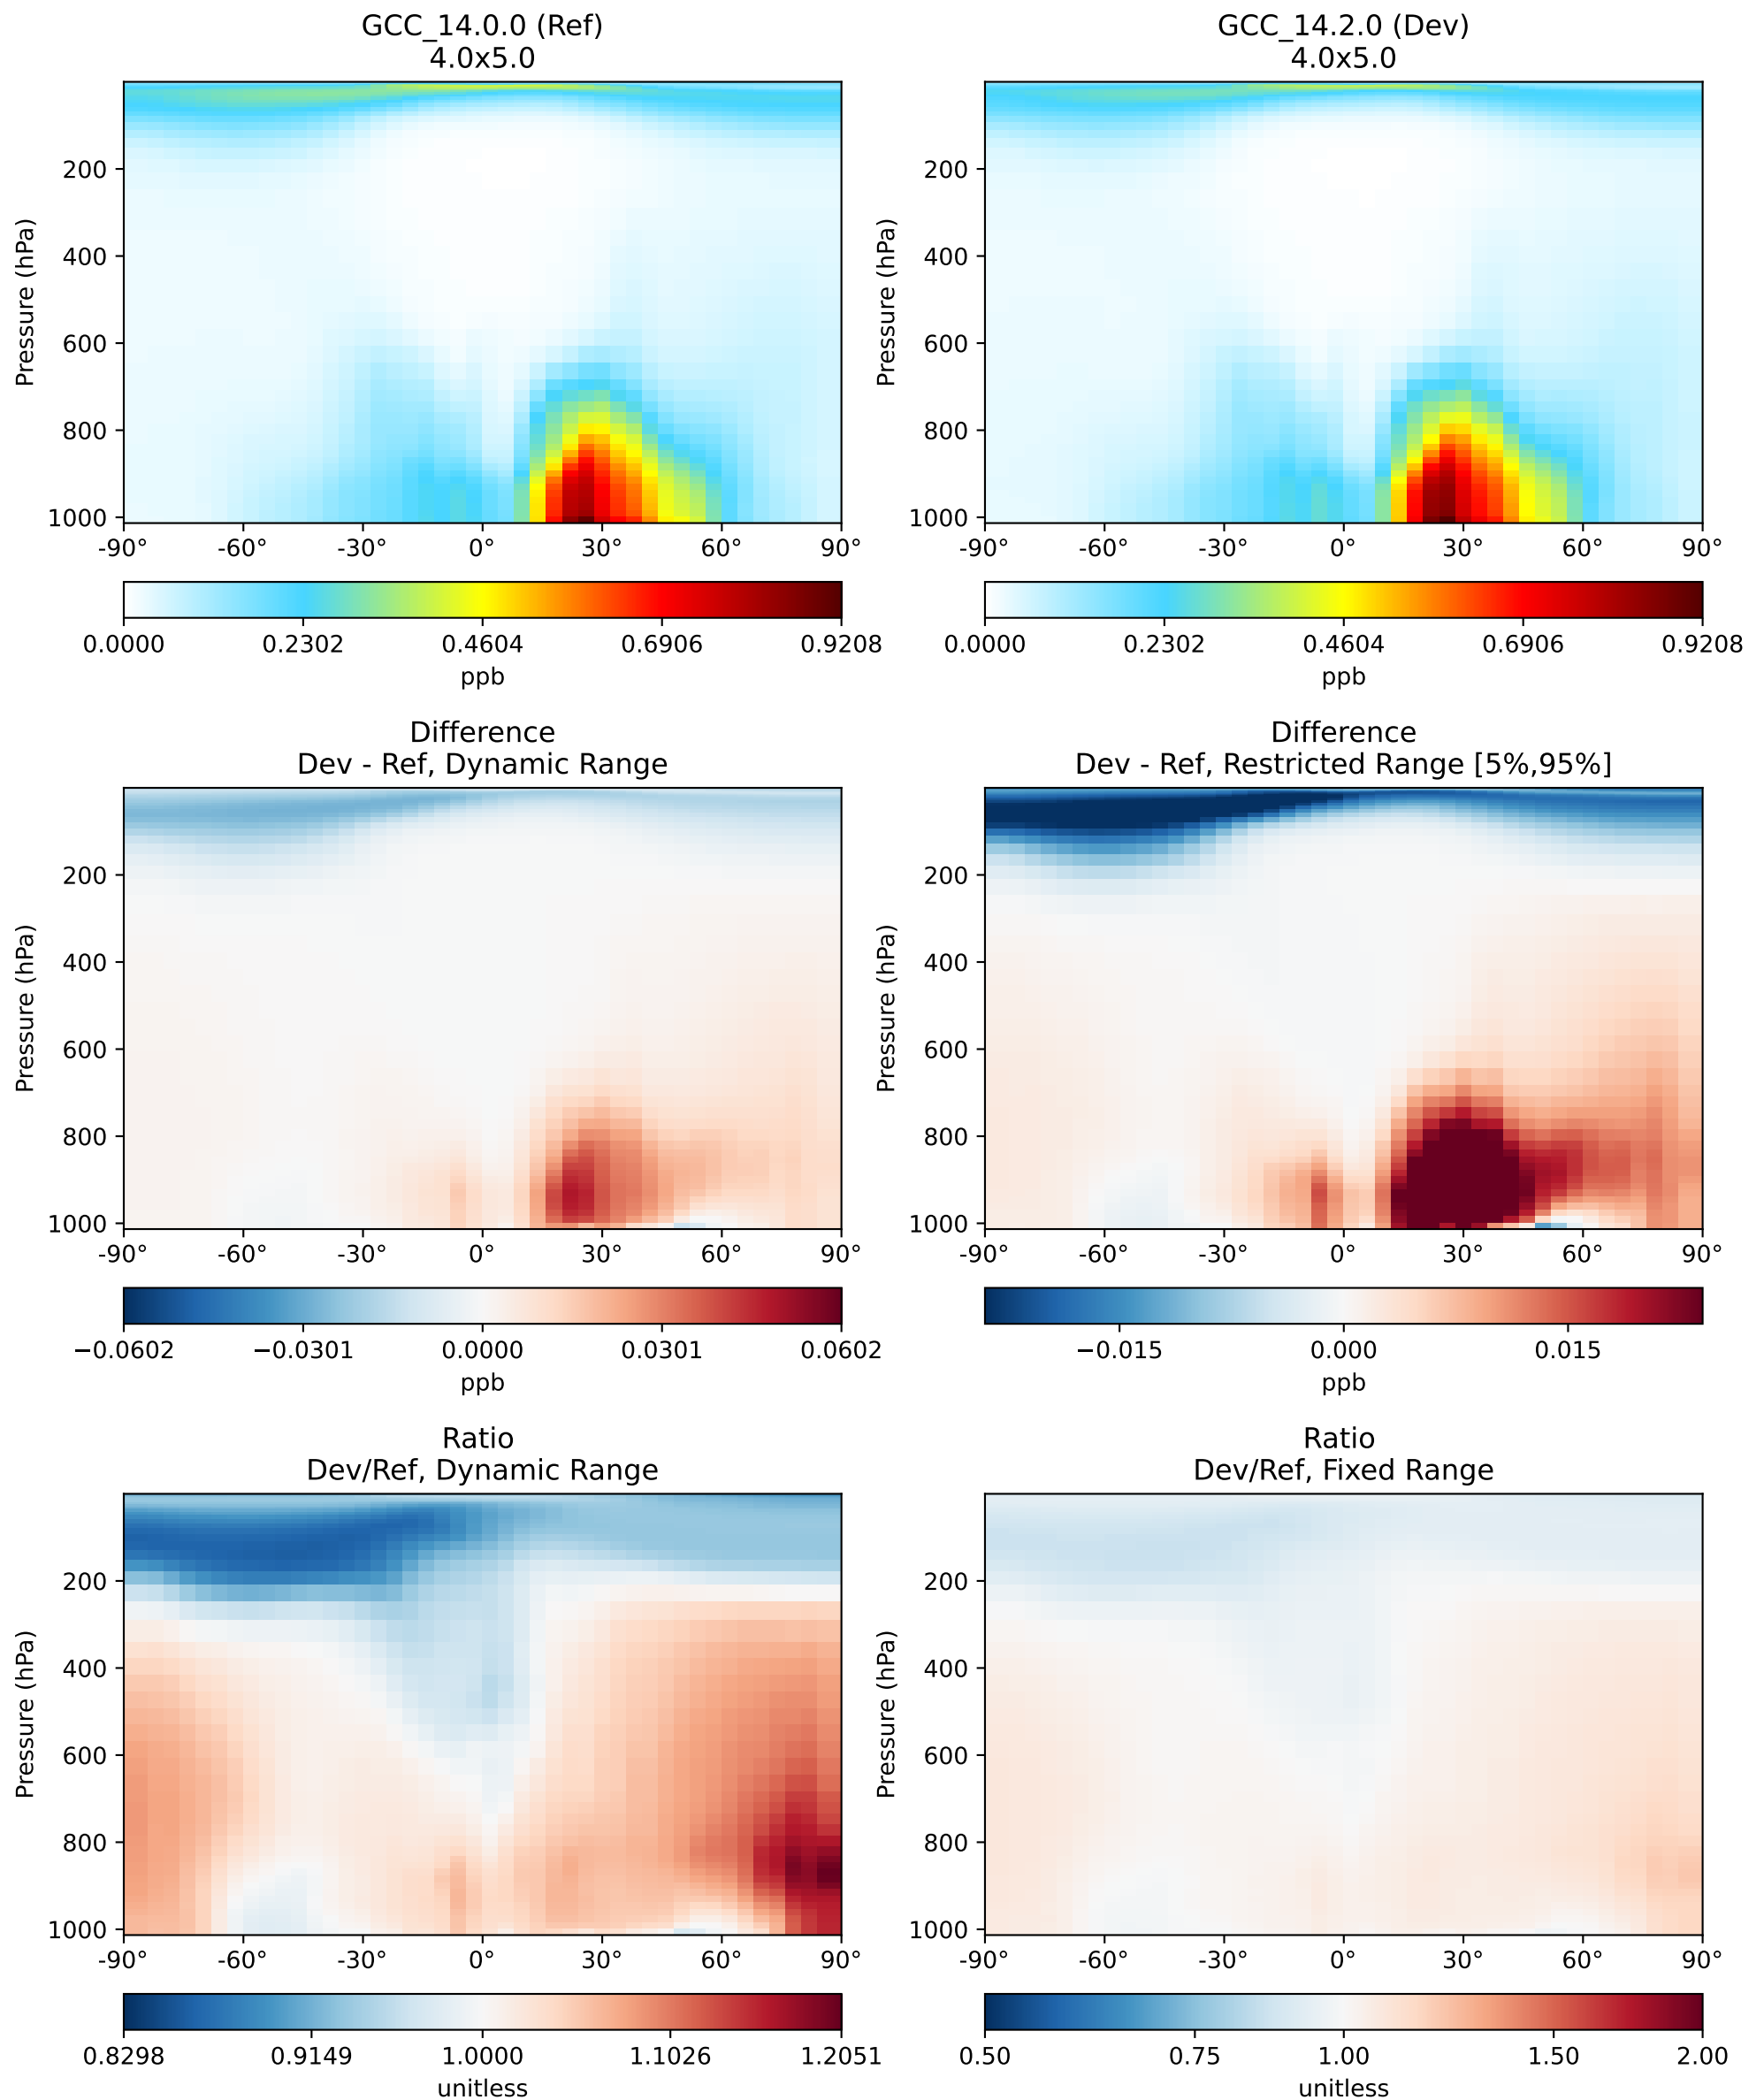 GCC_14.0.0 (Ref)
4.0x5.0
Pressure (hPa)
200
400
600
800
1000
-90° -60° -30° 0° 30° 60° 90°
0.0000 0.2302 0.4604 0.6906 0.9208
ppb
GCC_14.2.0 (Dev)
4.0x5.0
Pressure (hPa)
200
400
600
800
1000
-90° -60° -30° 0° 30° 60° 90°
0.0000 0.2302 0.4604 0.6906 0.9208
ppb
Difference
Dev - Ref, Dynamic Range
Pressure (hPa)
200
400
600
800
1000
-90° -60° -30° 0° 30° 60° 90°
−0.0602 −0.0301 0.0000 0.0301 0.0602
ppb
Difference
Dev - Ref, Restricted Range [5%,95%]
Pressure (hPa)
200
400
600
800
1000
-90° -60° -30° 0° 30° 60° 90°
−0.015 0.000 0.015
ppb
Ratio
Dev/Ref, Dynamic Range
Pressure (hPa)
200
400
600
800
1000
-90° -60° -30° 0° 30° 60° 90°
0.8298 0.9149 1.0000 1.1026 1.2051
unitless
Ratio
Dev/Ref, Fixed Range
Pressure (hPa)
200
400
600
800
1000
-90° -60° -30° 0° 30° 60° 90°
0.50 0.75 1.00 1.50 2.00
unitless